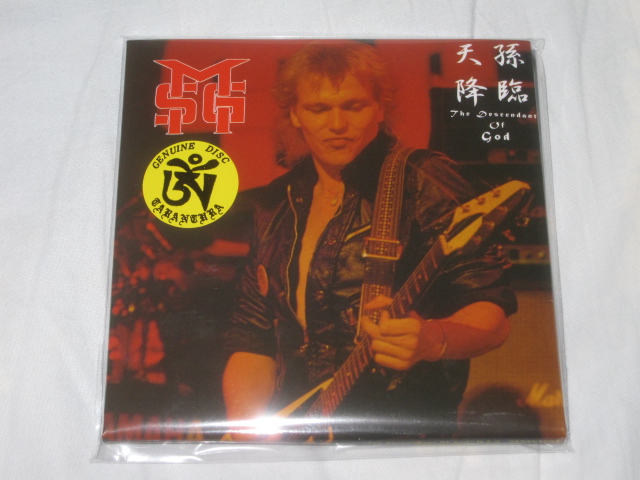 MSG
天孫
降臨
The Descendant
Of
God
GENUINE DISC
ॐ
TARANTURA